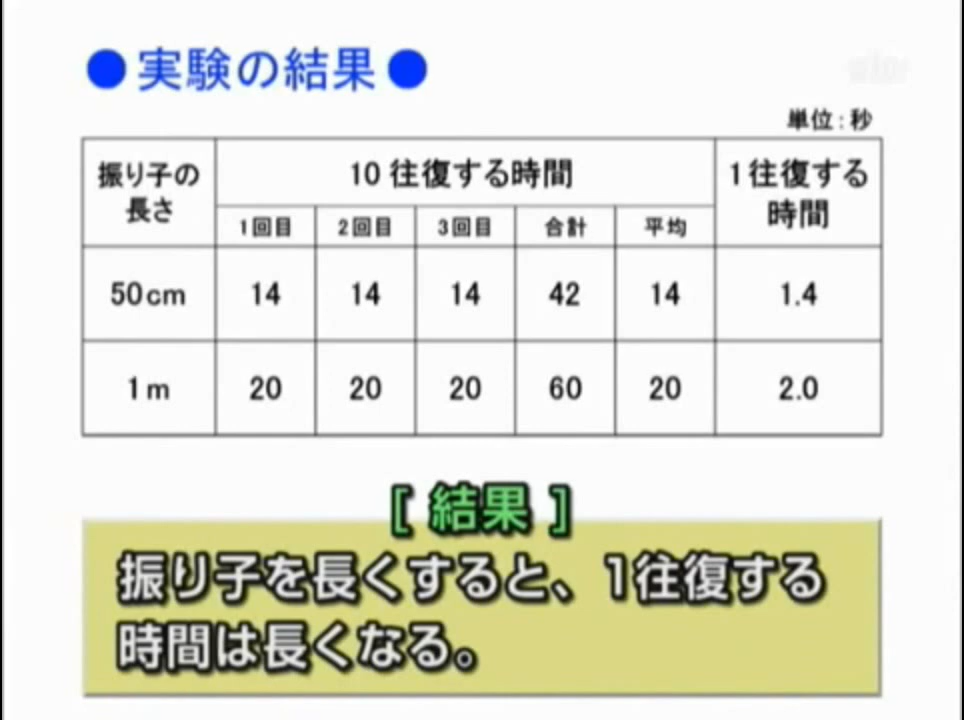 ●実験の結果●
単位:秒
振り子の
長さ
10往復する時間
1往復する
時間
1回目 2回目 3回目 合計 平均
50cm 14 14 14 42 14 1.4
1m 20 20 20 60 20 2.0
[結果]
振り子を長くすると、1往復する
時間は長くなる。